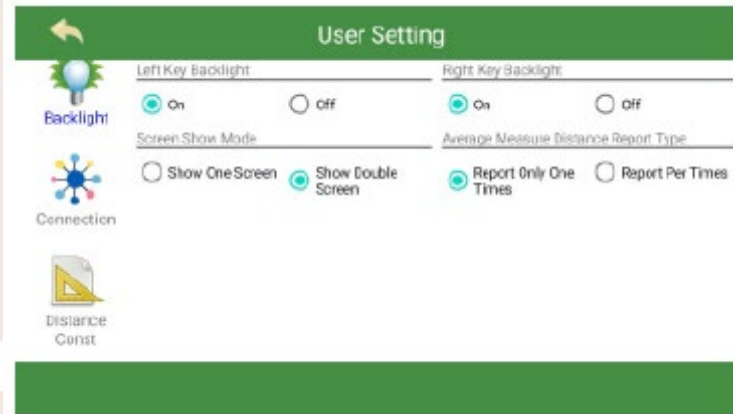 User Setting
Left Key Backlight
Right Key Backlight
On
Off
On
Off
Backlight
Screen Show Mode
Average Measure Distance Report Type
Show One Screen
Show Double
Screen
Report Only One
Times
Report Per Times
Connection
Distance
Const